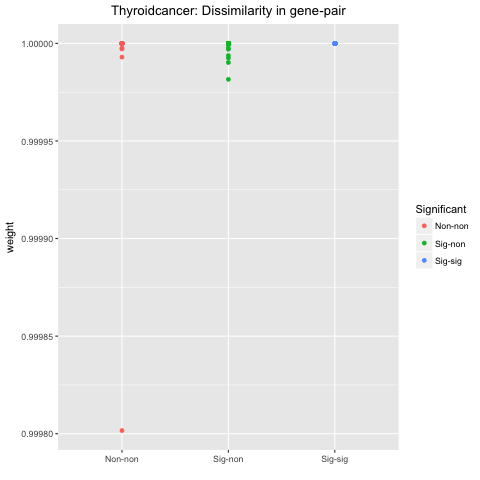 Thyroidcancer: Dissimilarity in gene-pair
1.00000
0.99995
0.99990
0.99985
0.99980
weight
Non-non
Sig-non
Sig-sig
Significant
Non-non
Sig-non
Sig-sig